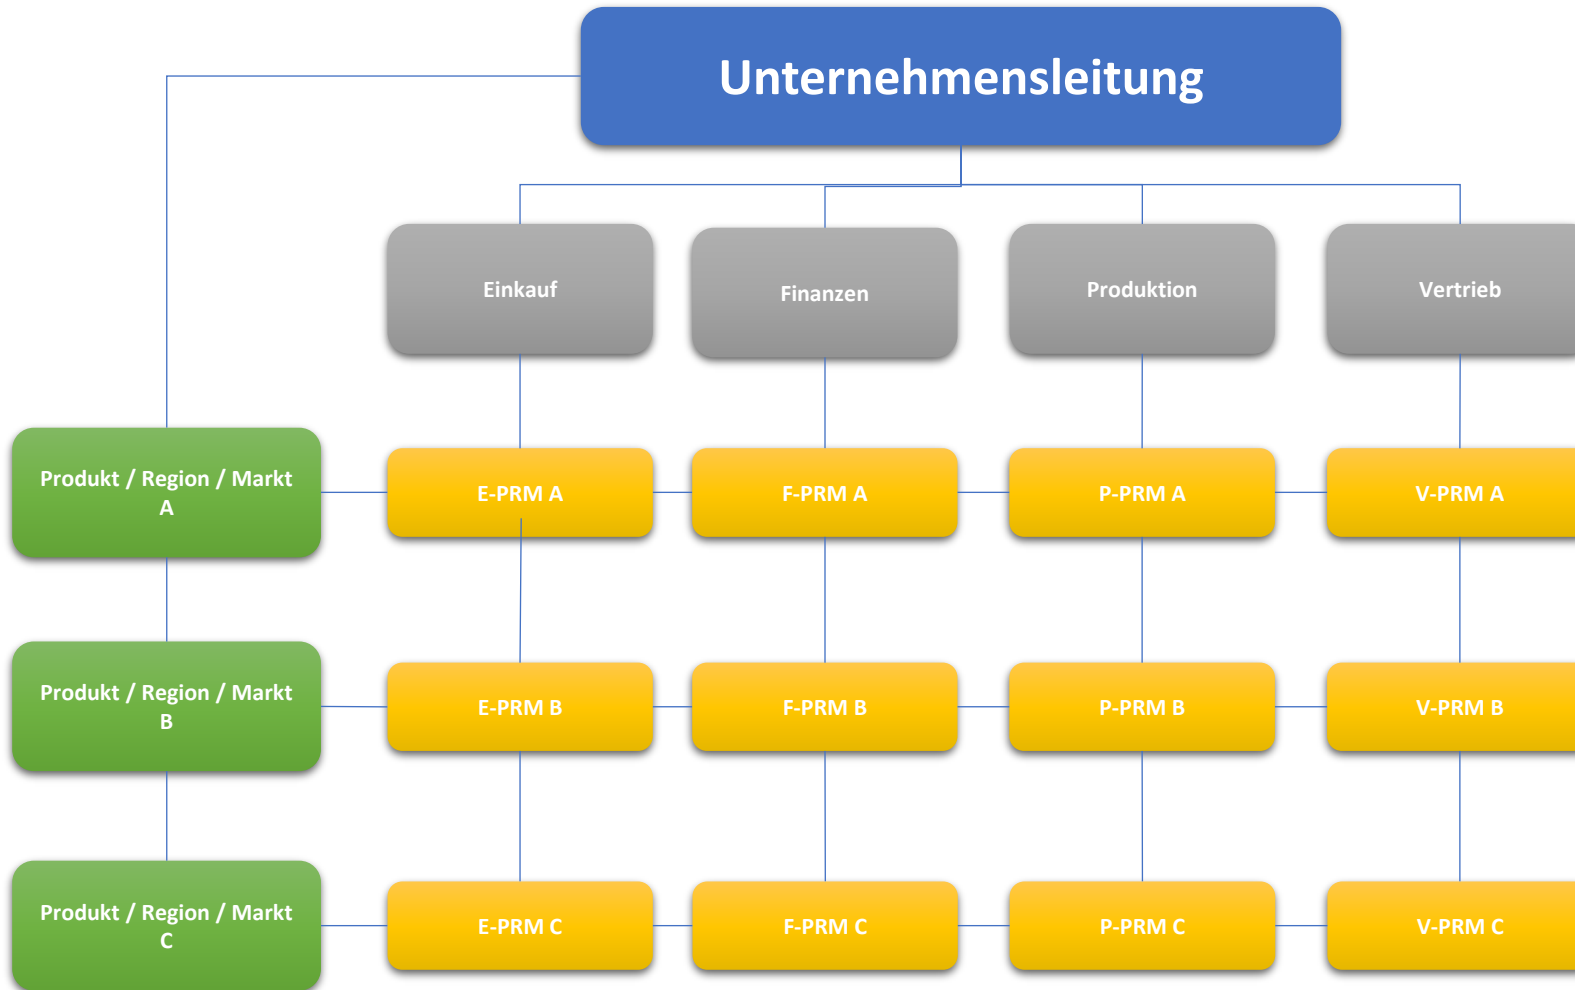 Unternehmensleitung
Einkauf
Finanzen
Produktion
Vertrieb
Produkt / Region / Markt
A
E-PRM A
F-PRM A
P-PRM A
V-PRM A
Produkt / Region / Markt
B
E-PRM B
F-PRM B
P-PRM B
V-PRM B
Produkt / Region / Markt
C
E-PRM C
F-PRM C
P-PRM C
V-PRM C